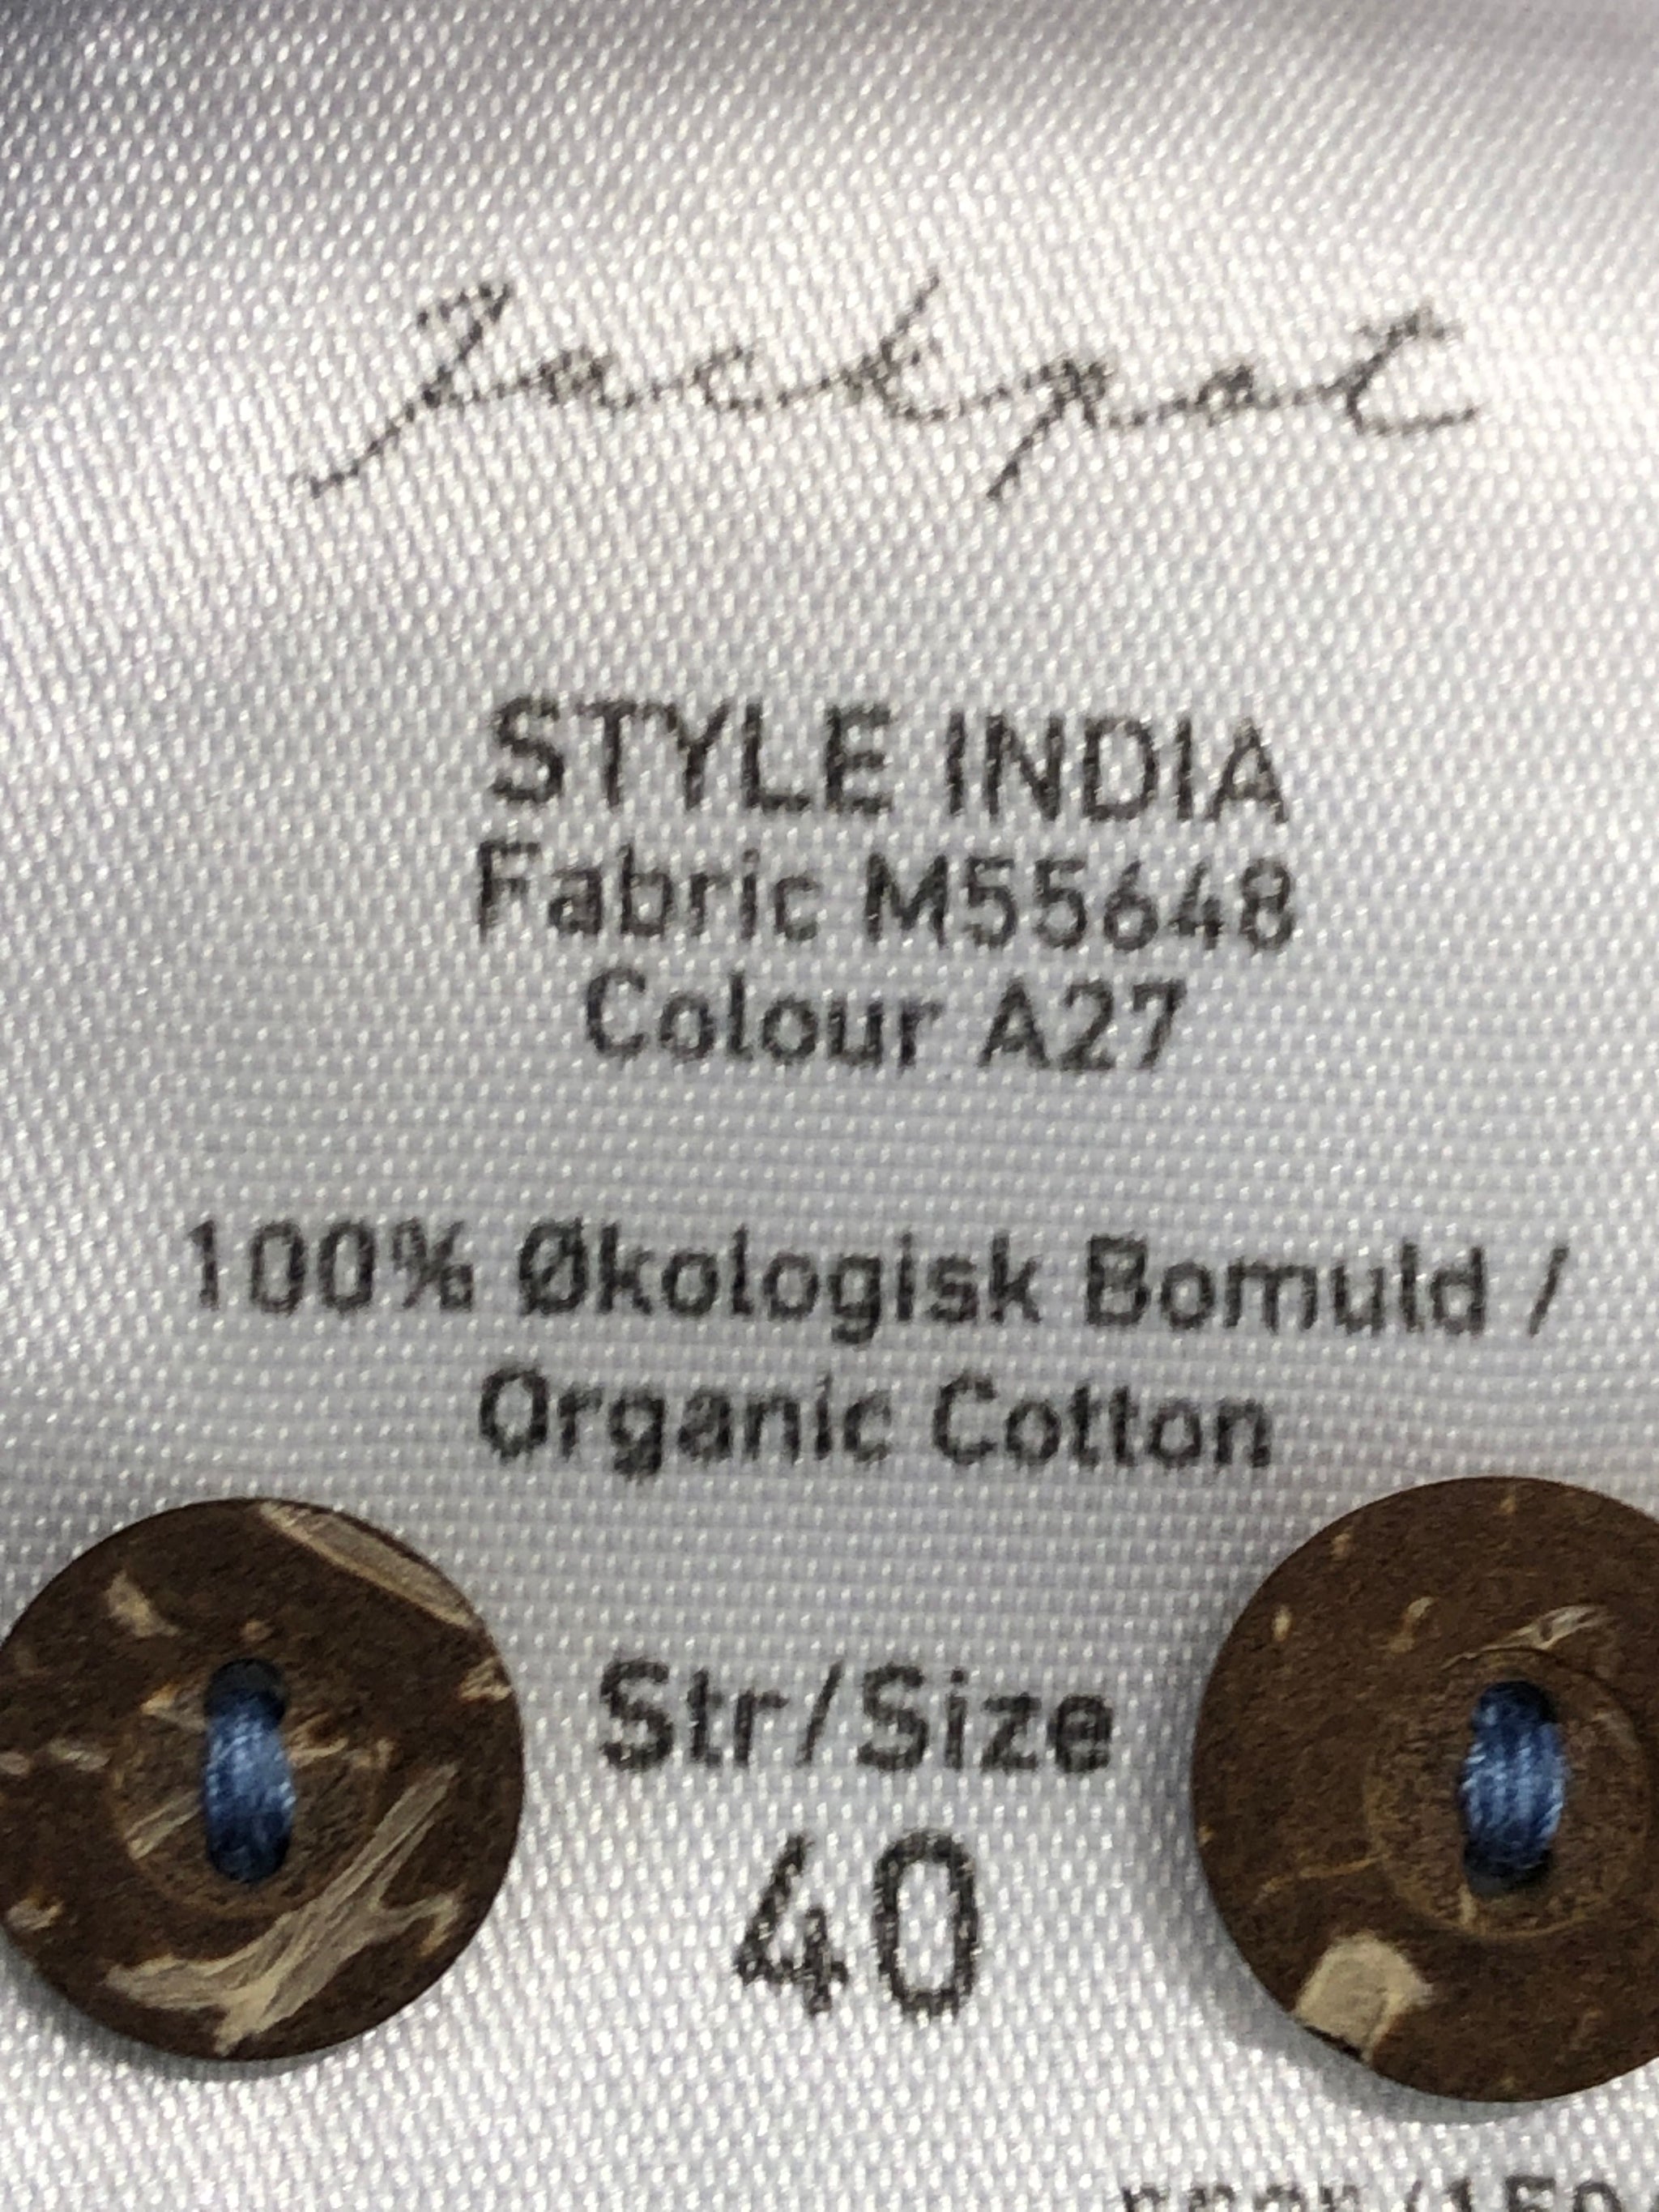 Jackpot
STYLE INDIA
Fabric M55648
Colour A27
100% Økologisk Bomuld /
Organic Cotton
Str/Size
40